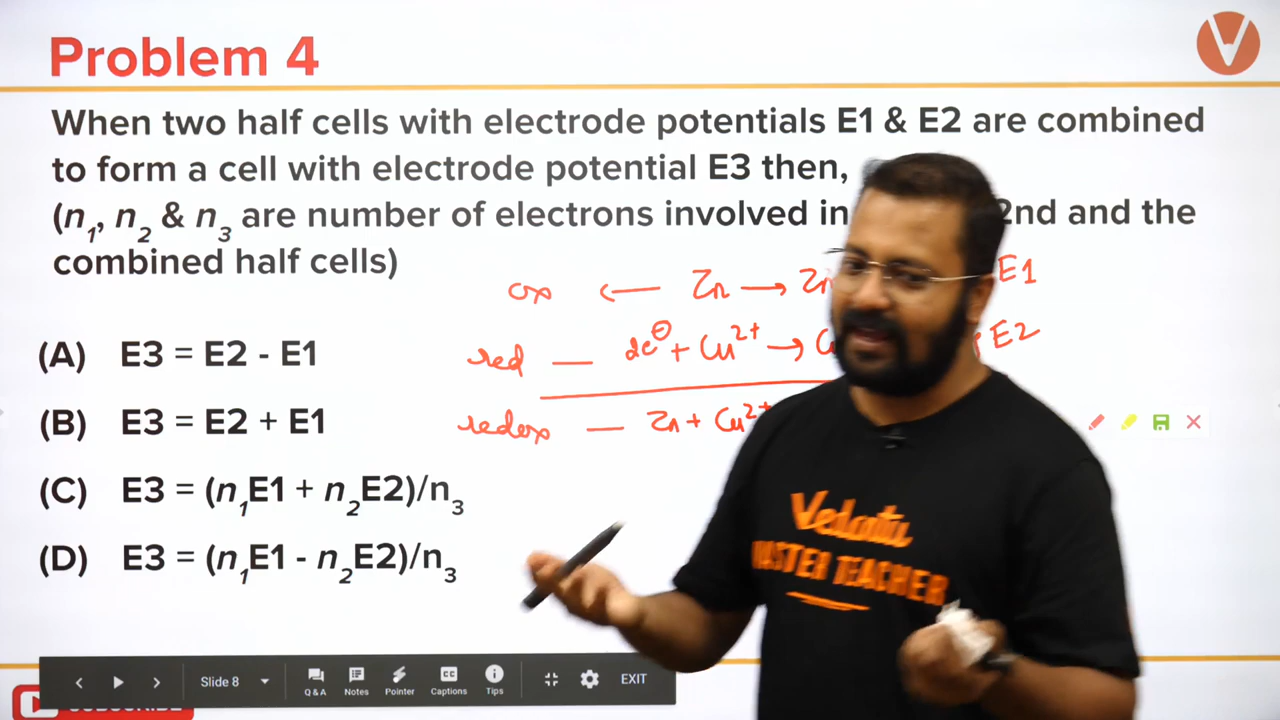 Problem 4
When two half cells with electrode potentials E1 & E2 are combined
to form a cell with electrode potential E3 then,
(n1, n2 & n3 are number of electrons involved in 2nd and the
combined half cells)
ox ← Zn → E1
red — 2e⊖ + Cu2+ → E2
redox — Zn + Cu2+
(A) E3 = E2 - E1
(B) E3 = E2 + E1
(C) E3 = (n1E1 + n2E2)/n3
(D) E3 = (n1E1 - n2E2)/n3
Vedantu
MASTER TEACHER
Slide 8
Q & A
Notes
Pointer
CC
Captions
Tips
EXIT
SUBSCRIBE